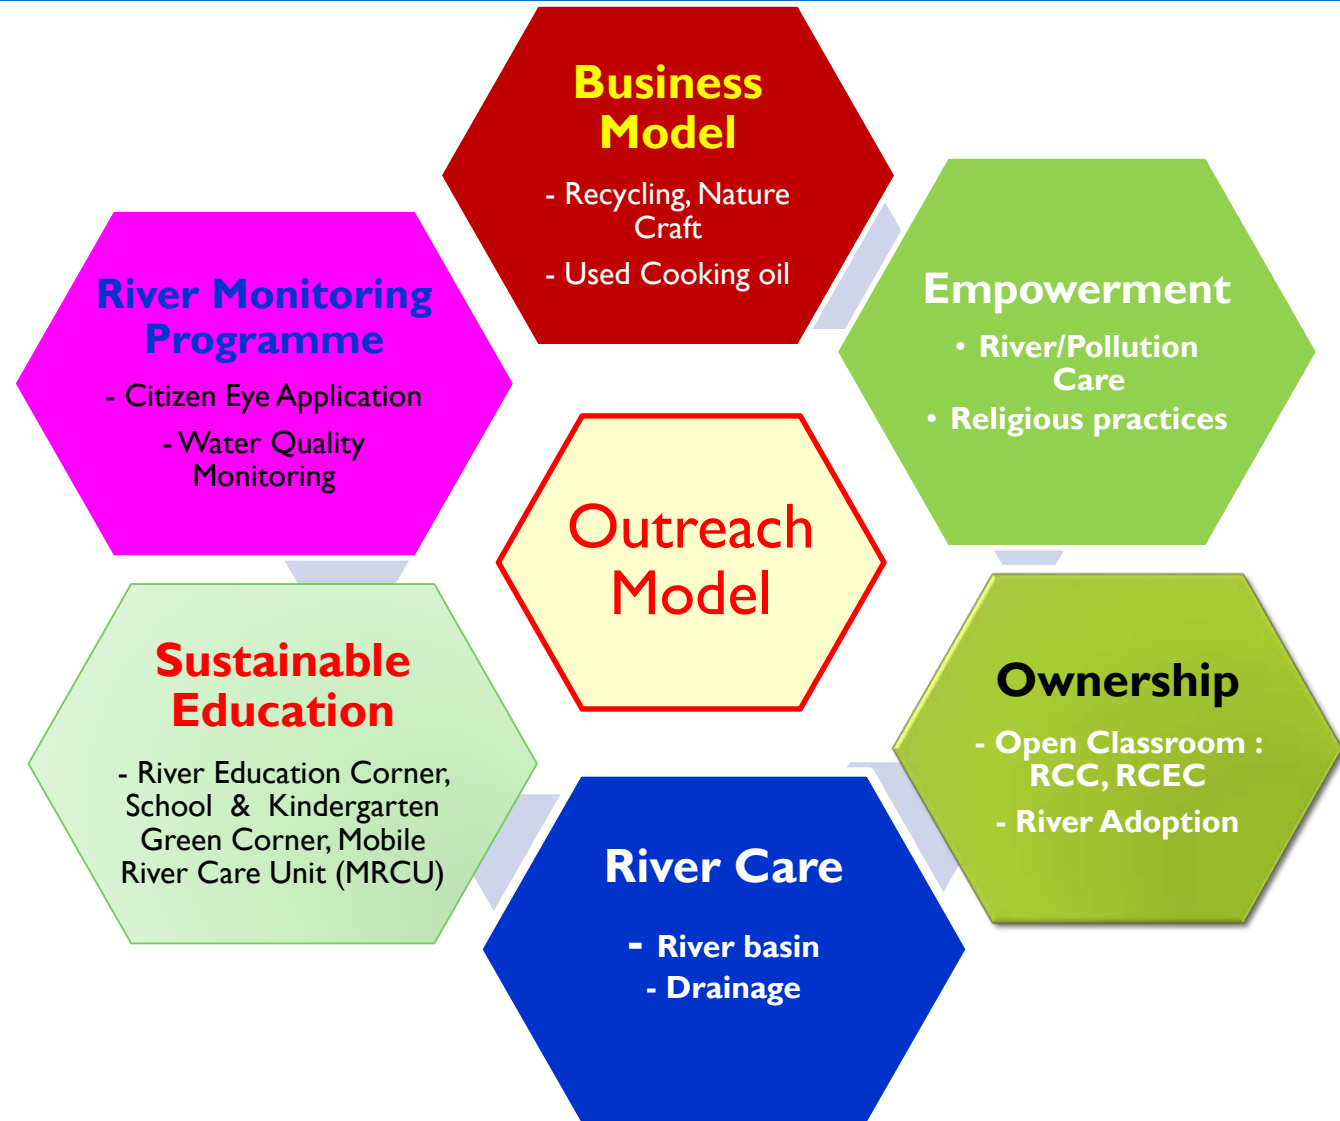 Business
Model
- Recycling, Nature
Craft
- Used Cooking oil
Empowerment
• River/Pollution
Care
• Religious practices
River Monitoring
Programme
- Citizen Eye Application
- Water Quality
Monitoring
Outreach
Model
Sustainable
Education
- River Education Corner,
School & Kindergarten
Green Corner, Mobile
River Care Unit (MRCU)
Ownership
- Open Classroom :
RCC, RCEC
- River Adoption
River Care
- River basin
- Drainage